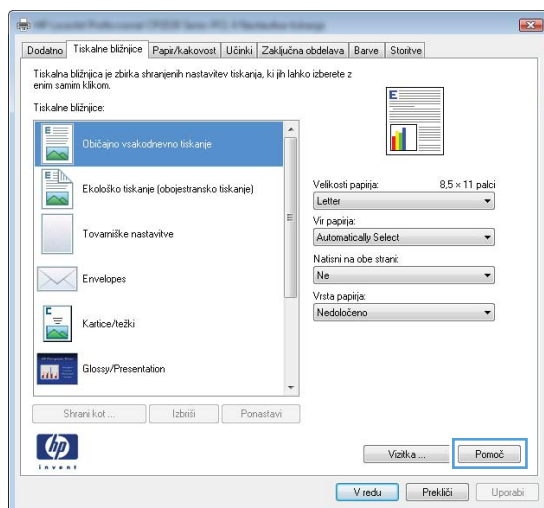 Dodatno Tiskalne bližnjice Papir/kakovost Učinki Zaključna obdelava Barve Storitve
Tiskalna bližnjica je zbirka shranjenih nastavitev tiskanja, ki jih lahko izberete z
enim samim klikom.
Tiskalne bližnjice:
Običajno vsakodnevno tiskanje
Ekološko tiskanje (obojestransko tiskanje)
Tovarniške nastavitve
Envelopes
Kartice/težki
Glossy/Presentation
Velikosti papirja: 8,5 × 11 palci
Letter
Vir papirja:
Automatically Select
Natisni na obe strani:
Ne
Vrsta papirja:
Nedoločeno
Shrani kot ... Izbriši Ponastavi
hp
invent
Vizitka ... Pomoč
V redu Prekliči Uporabi